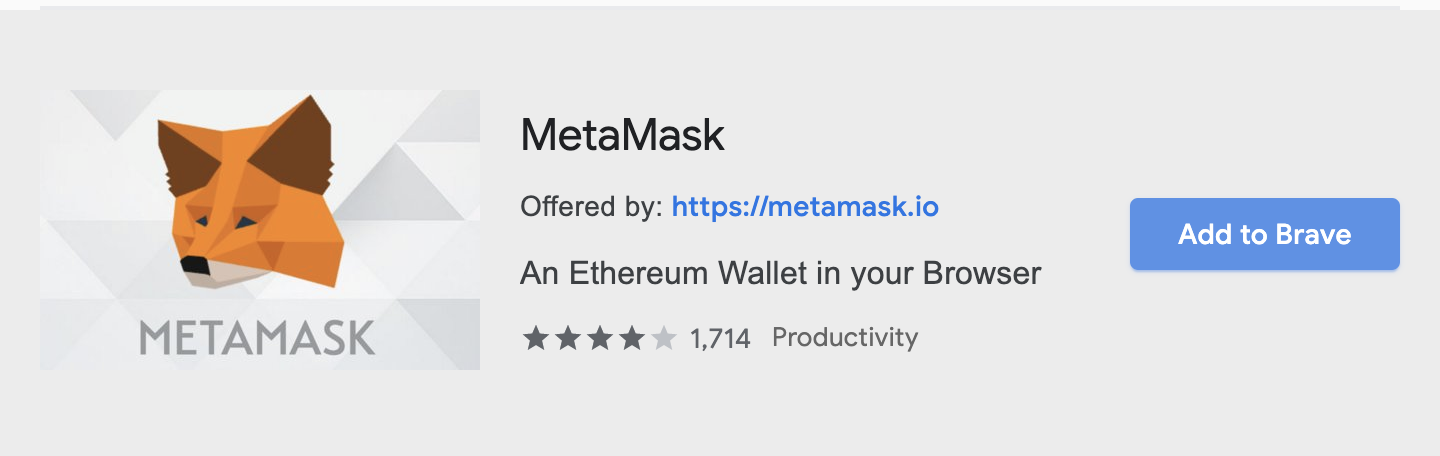 METAMASK
MetaMask
Offered by: https://metamask.io
An Ethereum Wallet in your Browser
1,714 Productivity
Add to Brave